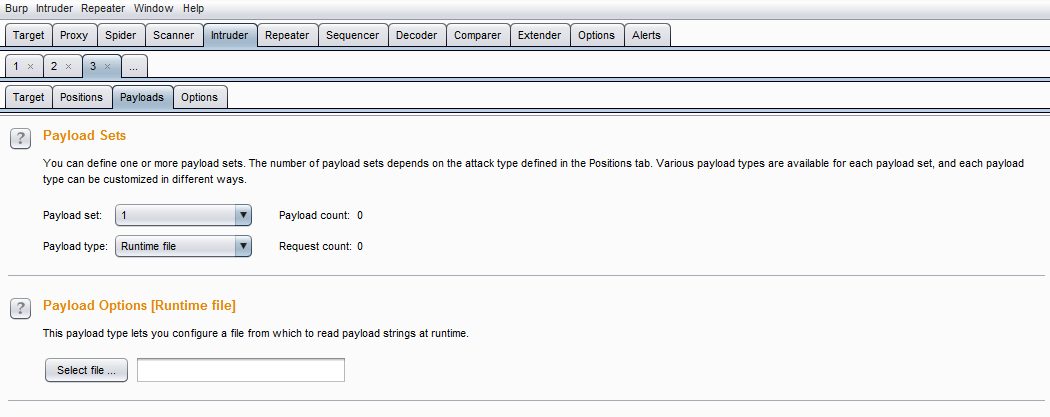 Burp Intruder Repeater Window Help
Target Proxy Spider Scanner Intruder Repeater Sequencer Decoder Comparer Extender Options Alerts
1 × 2 × 3 × ...
Target Positions Payloads Options
? Payload Sets
You can define one or more payload sets. The number of payload sets depends on the attack type defined in the Positions tab. Various payload types are available for each payload set, and each payload
type can be customized in different ways.
Payload set: 1 Payload count: 0
Payload type: Runtime file Request count: 0
? Payload Options [Runtime file]
This payload type lets you configure a file from which to read payload strings at runtime.
Select file ...